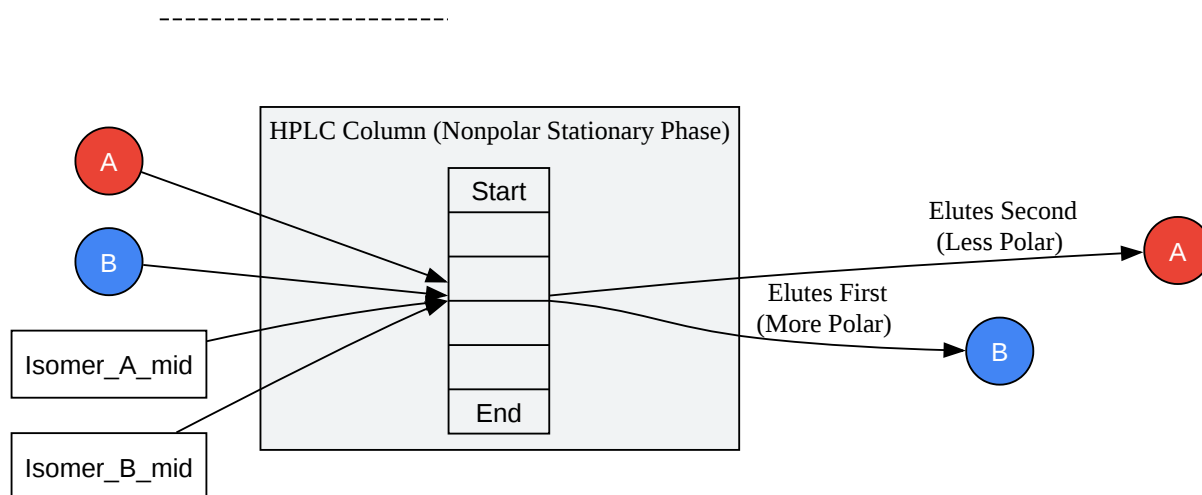 HPLC Column (Nonpolar Stationary Phase)
A
Start
B
Elutes Second
(Less Polar)
A
Elutes First
(More Polar)
B
Isomer_A_mid
End
Isomer_B_mid